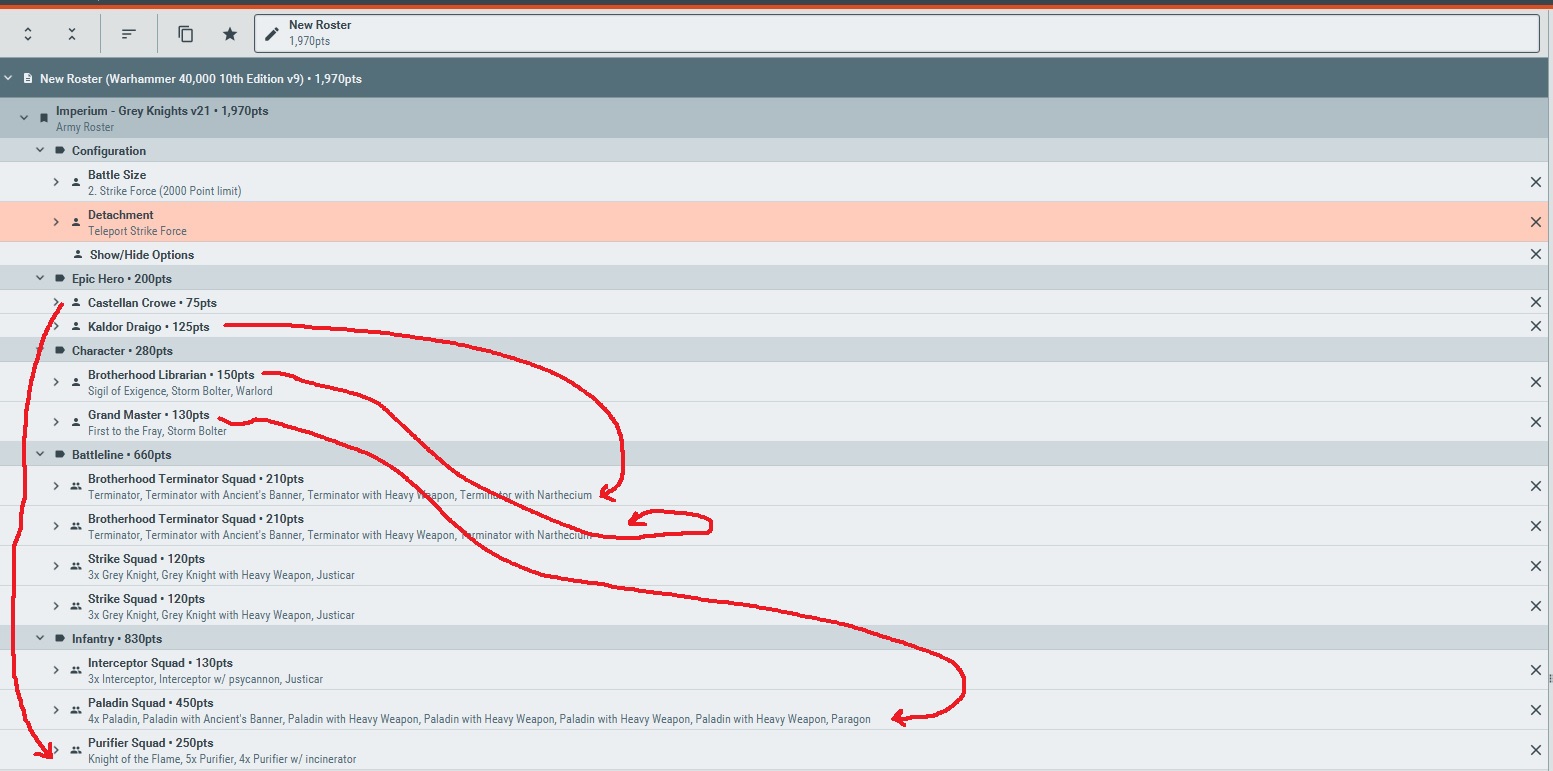 New Roster
1,970pts
New Roster (Warhammer 40,000 10th Edition v9) • 1,970pts
Imperium - Grey Knights v21 • 1,970pts
Army Roster
Configuration
Battle Size
2. Strike Force (2000 Point limit)
Detachment
Teleport Strike Force
Show/Hide Options
Epic Hero • 200pts
Castellan Crowe • 75pts
Kaldor Draigo • 125pts
Character • 280pts
Brotherhood Librarian • 150pts
Sigil of Exigence, Storm Bolter, Warlord
Grand Master • 130pts
First to the Fray, Storm Bolter
Battleline • 660pts
Brotherhood Terminator Squad • 210pts
Terminator, Terminator with Ancient's Banner, Terminator with Heavy Weapon, Terminator with Narthecium
Brotherhood Terminator Squad • 210pts
Terminator, Terminator with Ancient's Banner, Terminator with Heavy Weapon, Terminator with Narthecium
Strike Squad • 120pts
3x Grey Knight, Grey Knight with Heavy Weapon, Justicar
Strike Squad • 120pts
3x Grey Knight, Grey Knight with Heavy Weapon, Justicar
Infantry • 830pts
Interceptor Squad • 130pts
3x Interceptor, Interceptor w/ psycannon, Justicar
Paladin Squad • 450pts
4x Paladin, Paladin with Ancient's Banner, Paladin with Heavy Weapon, Paladin with Heavy Weapon, Paladin with Heavy Weapon, Paladin with Heavy Weapon, Paragon
Purifier Squad • 250pts
Knight of the Flame, 5x Purifier, 4x Purifier w/ incinerator